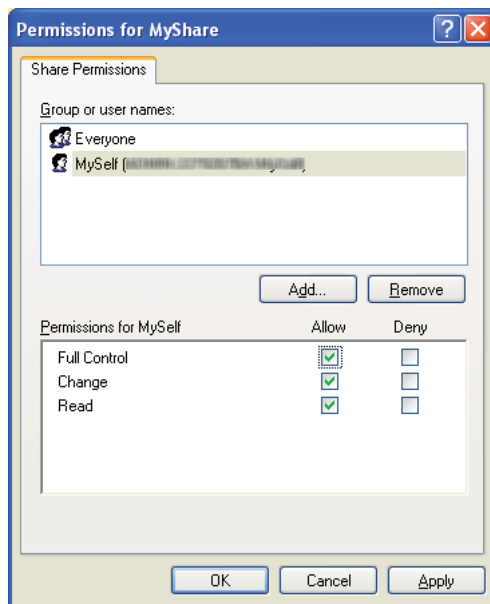 Permissions for MyShare
Share Permissions
Group or user names:
Everyone
MySelf (
Add... Remove
Permissions for MySelf Allow Deny
Full Control
Change
Read
OK Cancel Apply